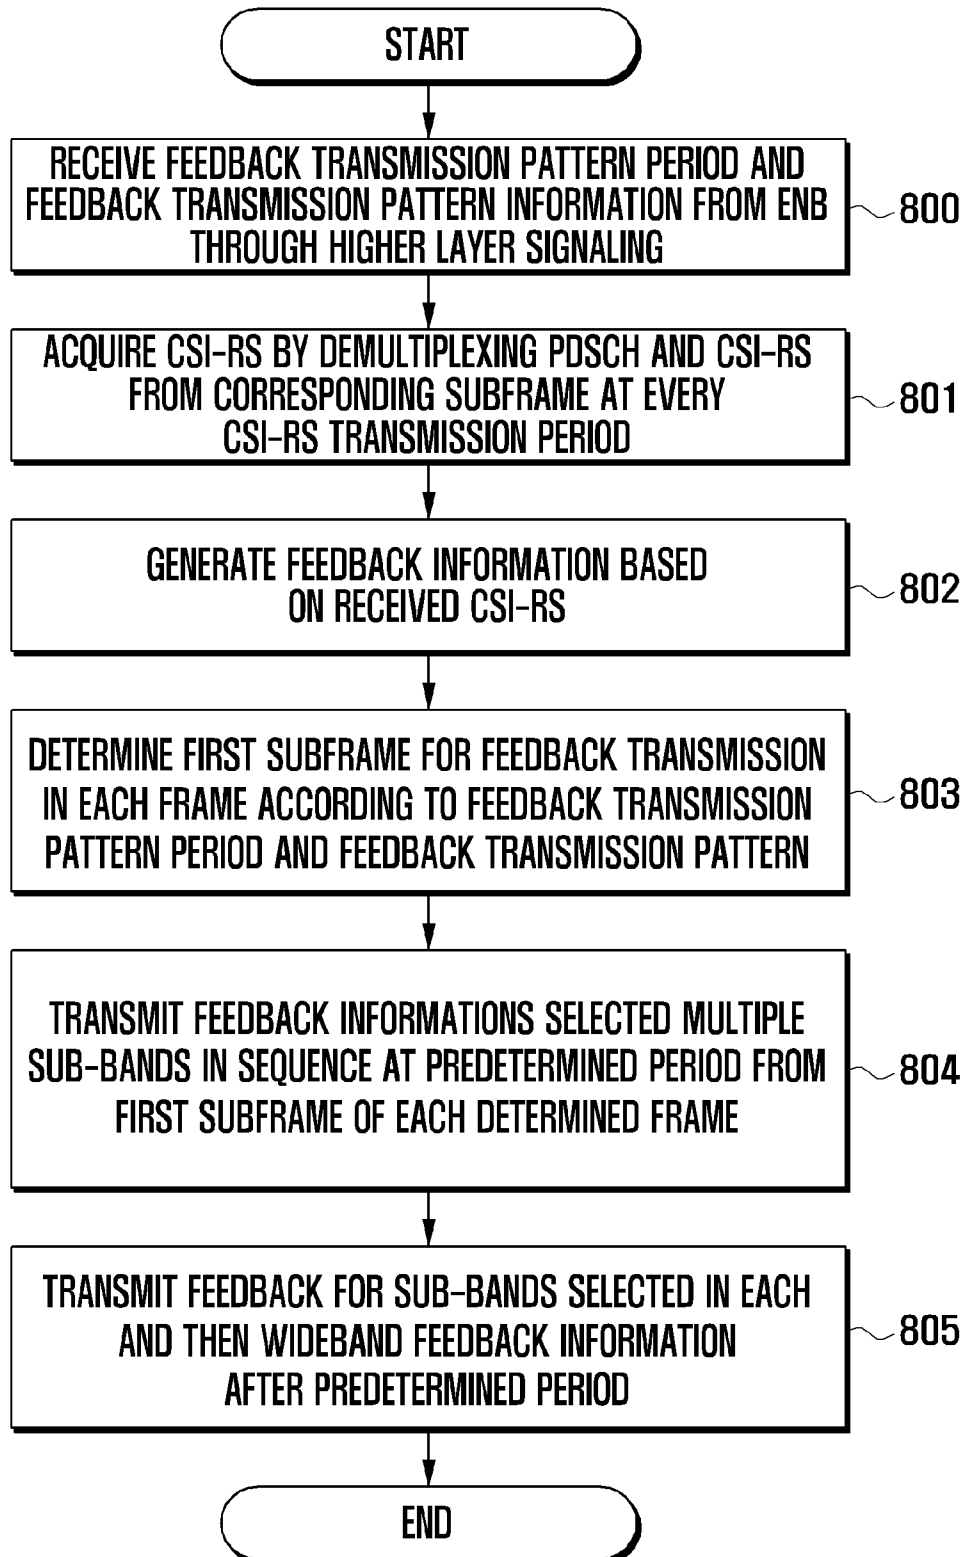 START
RECEIVE FEEDBACK TRANSMISSION PATTERN PERIOD AND
FEEDBACK TRANSMISSION PATTERN INFORMATION FROM ENB
THROUGH HIGHER LAYER SIGNALING
800
ACQUIRE CSI-RS BY DEMULTIPLEXING PDSCH AND CSI-RS
FROM CORRESPONDING SUBFRAME AT EVERY
CSI-RS TRANSMISSION PERIOD
801
GENERATE FEEDBACK INFORMATION BASED
ON RECEIVED CSI-RS
802
DETERMINE FIRST SUBFRAME FOR FEEDBACK TRANSMISSION
IN EACH FRAME ACCORDING TO FEEDBACK TRANSMISSION
PATTERN PERIOD AND FEEDBACK TRANSMISSION PATTERN
803
TRANSMIT FEEDBACK INFORMATIONS SELECTED MULTIPLE
SUB-BANDS IN SEQUENCE AT PREDETERMINED PERIOD FROM
FIRST SUBFRAME OF EACH DETERMINED FRAME
804
TRANSMIT FEEDBACK FOR SUB-BANDS SELECTED IN EACH
AND THEN WIDEBAND FEEDBACK INFORMATION
AFTER PREDETERMINED PERIOD
805
END